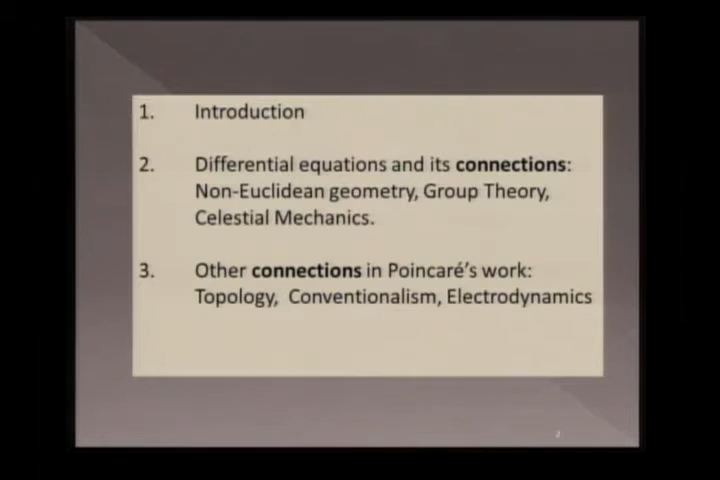 1. Introduction
2. Differential equations and its connections:
Non-Euclidean geometry, Group Theory,
Celestial Mechanics.
3. Other connections in Poincaré's work:
Topology, Conventionalism, Electrodynamics
2